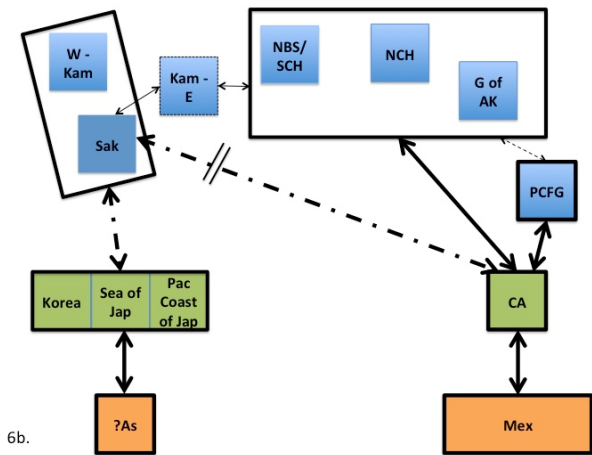 W -
Kam
Sak
Kam -
E
NBS/
SCH
NCH
G of
AK
PCFG
Korea
Sea of
Jap
Pac
Coast
of Jap
CA
?As
Mex
6b.